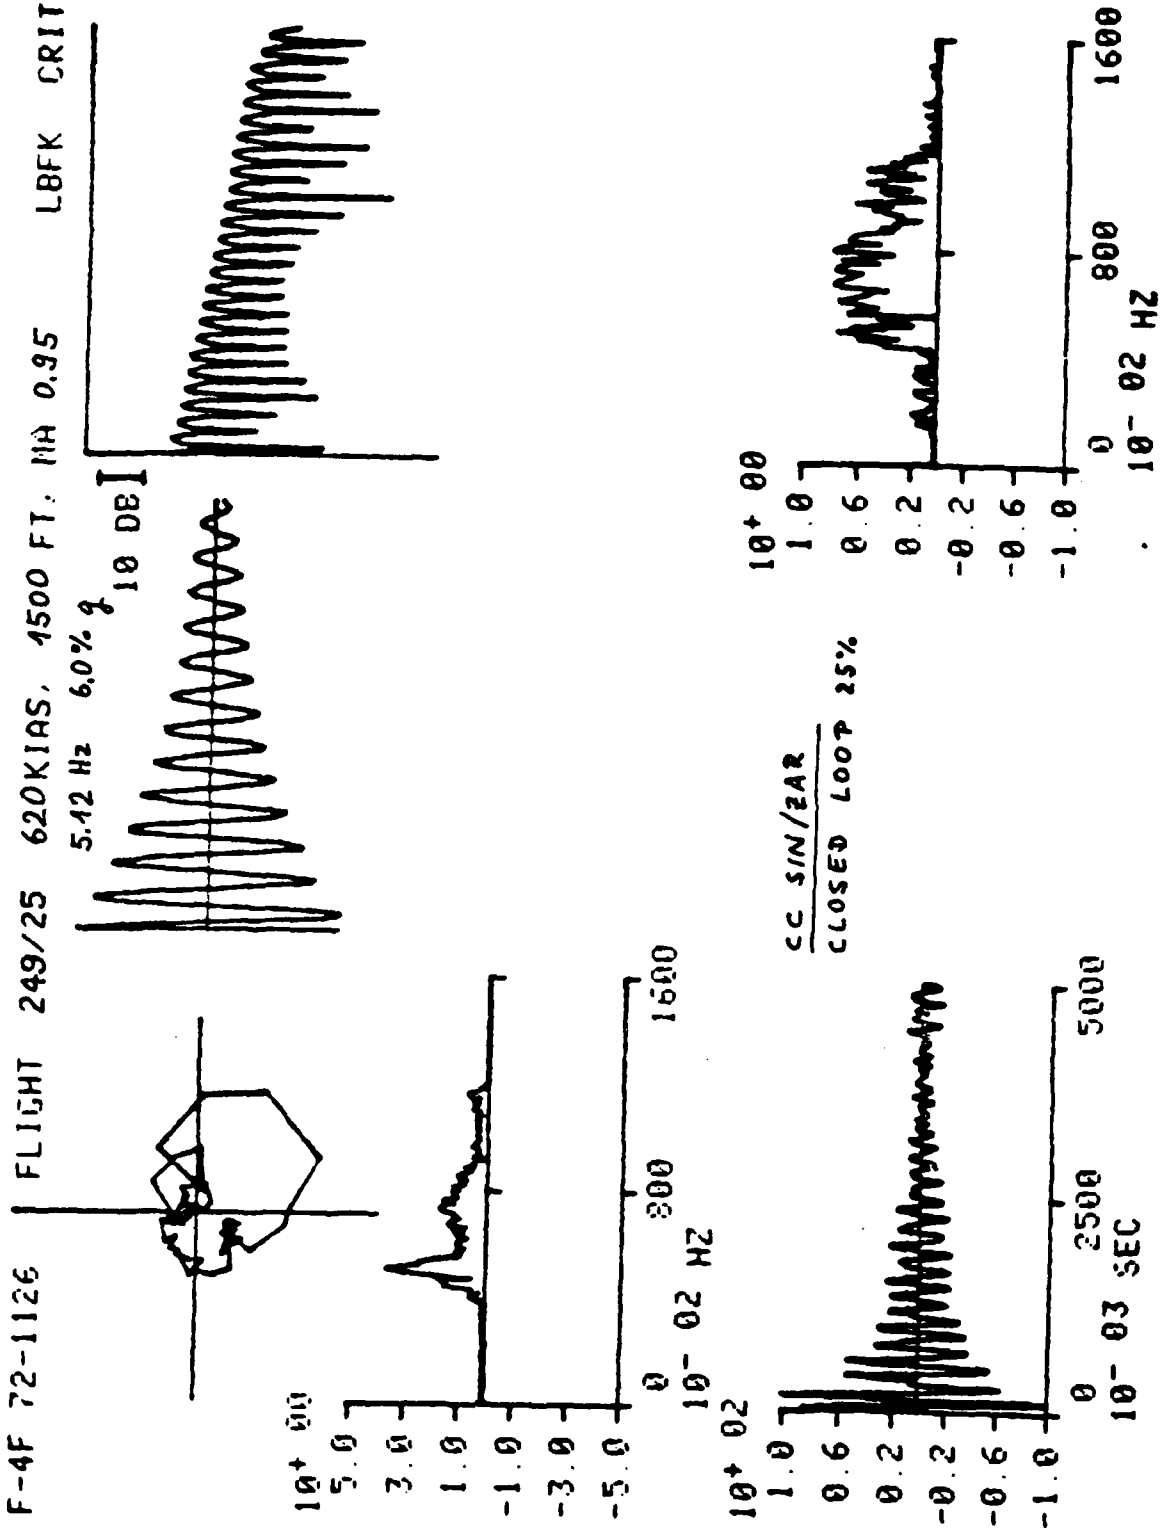 F-4F 72-1126 FLIGHT 249/25 620KIAS, 1500 FT. MA 0.95 LBFK CRIT
5.12 Hz 6.0% g
10 DB
10+ 00
5.0
3.0
1.0
-1.0
-3.0
-5.0
0 800 1600
10- 02 HZ
10+ 02
1.0
0.6
0.2
-0.2
-0.6
-1.0
0 2500 5000
10- 03 SEC
CC SIN/ZAR
CLOSED LOOP 25%
10+ 00
1.0
0.6
0.2
-0.2
-0.6
-1.0
0 800 1600
10- 02 HZ